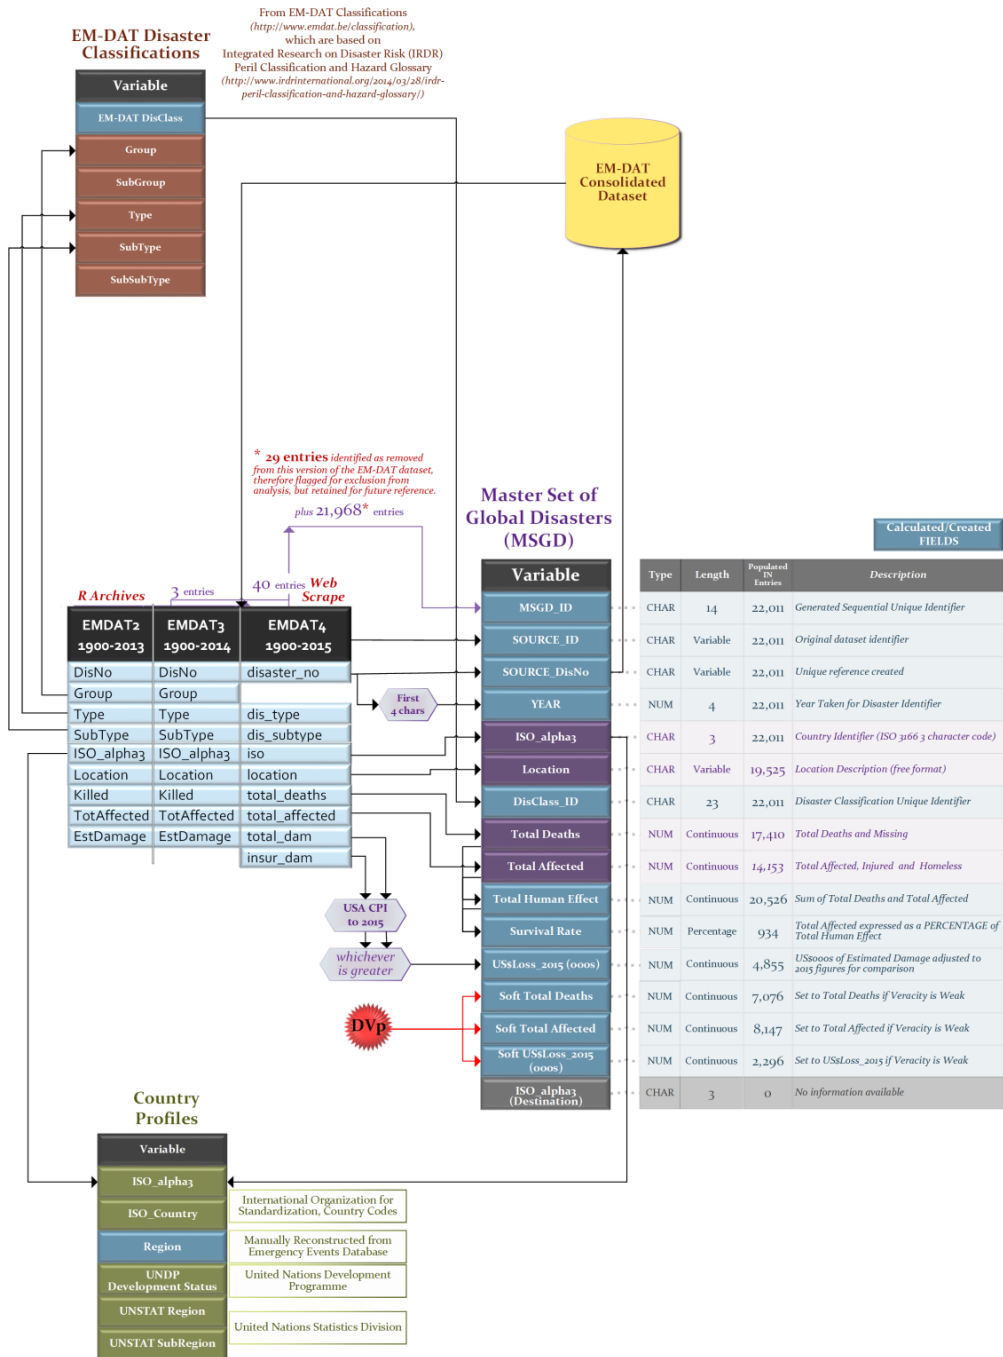 From EM-DAT Classifications
(http://www.emdat.be/classification),
which are based on
Integrated Research on Disaster Risk (IRDR)
Peril Classification and Hazard Glossary
(http://www.irdrinternational.org/2014/03/28/irdr-
peril-classification-and-hazard-glossary/)
EM-DAT Disaster
Classifications
Variable
EM-DAT DisClass
Group
SubGroup
Type
SubType
SubSubType
EM-DAT
Consolidated
Dataset
* 29 entries identified as removed
from this version of the EM-DAT dataset,
therefore flagged for exclusion from
analysis, but retained for future reference.
plus 21,968* entries
40 entries
3 entries
R Archives
Web
Scrape
EMDAT2
1900-2013
EMDAT3
1900-2014
EMDAT4
1900-2015
DisNo DisNo disaster_no
Group Group
Type Type dis_type
SubType SubType dis_subtype
ISO_alpha3 ISO_alpha3 iso
Location Location location
Killed Killed total_deaths
TotAffected TotAffected total_affected
EstDamage EstDamage total_dam
insur_dam
First
4 chars
USA CPI
to 2015
whichever
is greater
DVp
Master Set of
Global Disasters
(MSGD)
Calculated/Created
FIELDS
Variable Type Length Populated IN Entries Description
MSGD_ID CHAR 14 22,011 Generated Sequential Unique Identifier
SOURCE_ID CHAR Variable 22,011 Original dataset identifier
SOURCE_DisNo CHAR Variable 22,011 Unique reference created
YEAR NUM 4 22,011 Year Taken for Disaster Identifier
ISO_alpha3 CHAR 3 22,011 Country Identifier (ISO 3166 3 character code)
Location CHAR Variable 19,525 Location Description (free format)
DisClass_ID CHAR 23 22,011 Disaster Classification Unique Identifier
Total Deaths NUM Continuous 17,410 Total Deaths and Missing
Total Affected NUM Continuous 14,153 Total Affected, Injured and Homeless
Total Human Effect NUM Continuous 20,526 Sum of Total Deaths and Total Affected
Survival Rate NUM Percentage 934 Total Affected expressed as a PERCENTAGE of
Total Human Effect
US$Loss_2015 (000s) NUM Continuous 4,855 US$000s of Estimated Damage adjusted to
2015 figures for comparison
Soft Total Deaths NUM Continuous 7,076 Set to Total Deaths if Veracity is Weak
Soft Total Affected NUM Continuous 8,147 Set to Total Affected if Veracity is Weak
Soft US$Loss_2015
(000s) NUM Continuous 2,296 Set to US$Loss_2015 if Veracity is Weak
ISO_alpha3
(Destination) CHAR 3 0 No information available
Country
Profiles
Variable
ISO_alpha3
ISO_Country
International Organization for
Standardization, Country Codes
Region
Manually Reconstructed from
Emergency Events Database
UNDP
Development Status
United Nations Development
Programme
UNSTAT Region
United Nations Statistics Division
UNSTAT SubRegion